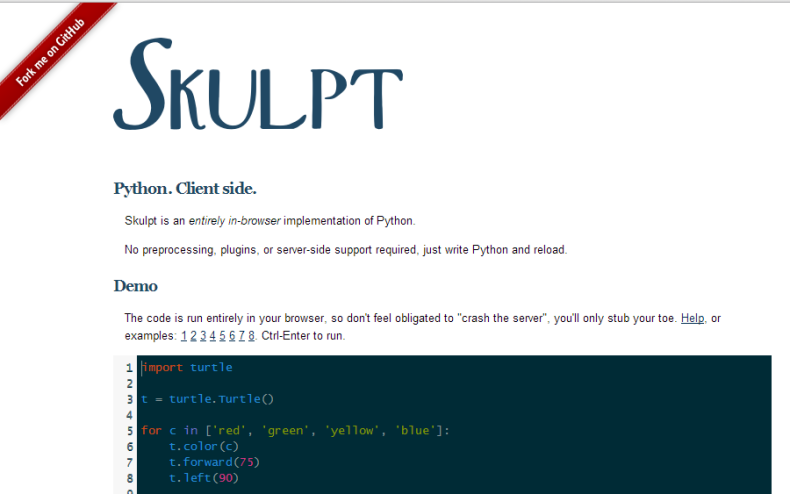 Fork me on GitHub
SKULPT
Python. Client side.
Skulpt is an entirely in-browser implementation of Python.
No preprocessing, plugins, or server-side support required, just write Python and reload.
Demo
The code is run entirely in your browser, so don't feel obligated to "crash the server", you'll only stub your toe. Help, or
examples: 1 2 3 4 5 6 7 8. Ctrl-Enter to run.
1 import turtle
2
3 t = turtle.Turtle()
4
5 for c in ['red', 'green', 'yellow', 'blue']:
6     t.color(c)
7     t.forward(75)
8     t.left(90)
9